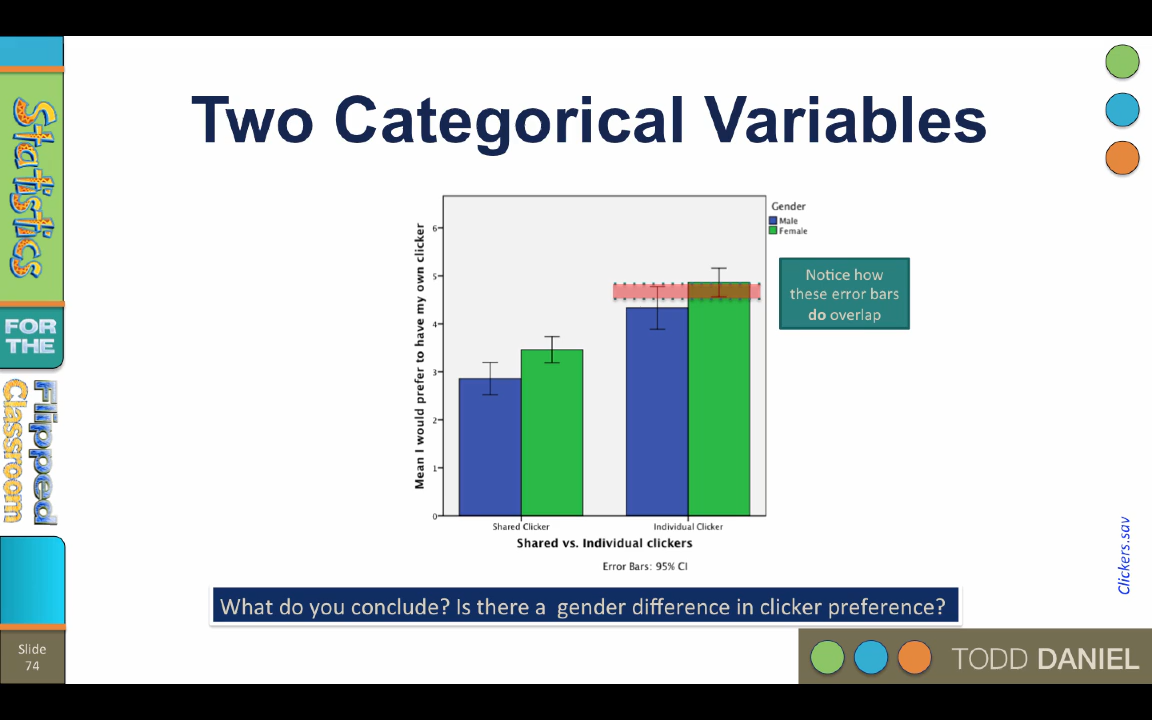 Statistics
FOR
THE
Flipped
Classroom
Slide
74
Two Categorical Variables
Mean I would prefer to have my own clicker
6
5
4
3
2
1
0
Shared Clicker
Individual Clicker
Shared vs. Individual clickers
Error Bars: 95% CI
Gender
Male
Female
Notice how
these error bars
do overlap
What do you conclude? Is there a gender difference in clicker preference?
Clickers.sav
TODD DANIEL